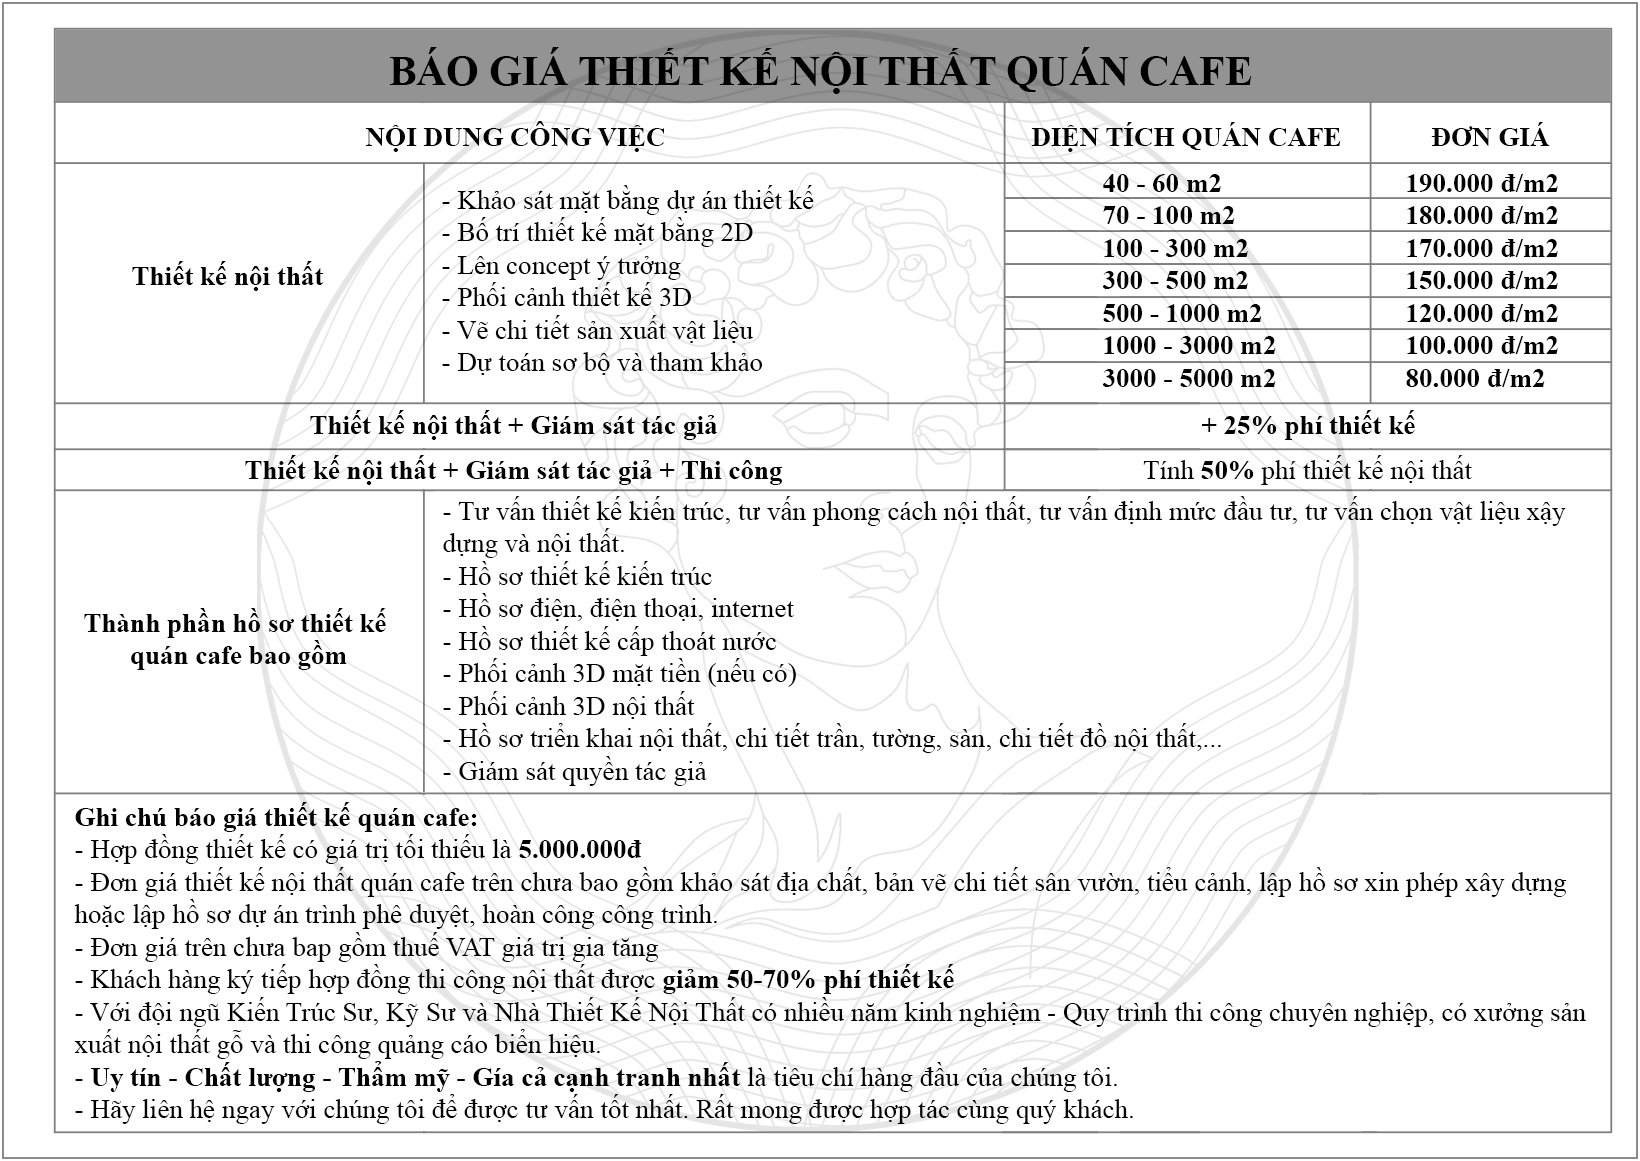 BÁO GIÁ THIẾT KẾ NỘI THẤT QUÁN CAFE
NỘI DUNG CÔNG VIỆC
DIỆN TÍCH QUÁN CAFE
ĐƠN GIÁ
Thiết kế nội thất
- Khảo sát mặt bằng dự án thiết kế
- Bố trí thiết kế mặt bằng 2D
- Lên concept ý tưởng
- Phối cảnh thiết kế 3D
- Vẽ chi tiết sản xuất vật liệu
- Dự toán sơ bộ và tham khảo
40 - 60 m2 190.000 đ/m2
70 - 100 m2 180.000 đ/m2
100 - 300 m2 170.000 đ/m2
300 - 500 m2 150.000 đ/m2
500 - 1000 m2 120.000 đ/m2
1000 - 3000 m2 100.000 đ/m2
3000 - 5000 m2 80.000 đ/m2
Thiết kế nội thất + Giám sát tác giả
+ 25% phí thiết kế
Thiết kế nội thất + Giám sát tác giả + Thi công
Tính 50% phí thiết kế nội thất
Thành phần hồ sơ thiết kế
quán cafe bao gồm
- Tư vấn thiết kế kiến trúc, tư vấn phong cách nội thất, tư vấn định mức đầu tư, tư vấn chọn vật liệu xậy
dựng và nội thất.
- Hồ sơ thiết kế kiến trúc
- Hồ sơ điện, điện thoại, internet
- Hồ sơ thiết kế cấp thoát nước
- Phối cảnh 3D mặt tiền (nếu có)
- Phối cảnh 3D nội thất
- Hồ sơ triển khai nội thất, chi tiết trần, tường, sàn, chi tiết đồ nội thất,...
- Giám sát quyền tác giả
Ghi chú báo giá thiết kế quán cafe:
- Hợp đồng thiết kế có giá trị tối thiểu là 5.000.000đ
- Đơn giá thiết kế nội thất quán cafe trên chưa bao gồm khảo sát địa chất, bản vẽ chi tiết sân vườn, tiểu cảnh, lập hồ sơ xin phép xây dựng
hoặc lập hồ sơ dự án trình phê duyệt, hoàn công công trình.
- Đơn giá trên chưa bap gồm thuế VAT giá trị gia tăng
- Khách hàng ký tiếp hợp đồng thi công nội thất được giảm 50-70% phí thiết kế
- Với đội ngũ Kiến Trúc Sư, Kỹ Sư và Nhà Thiết Kế Nội Thất có nhiều năm kinh nghiệm - Quy trình thi công chuyên nghiệp, có xưởng sản
xuất nội thất gỗ và thi công quảng cáo biển hiệu.
- Uy tín - Chất lượng - Thẩm mỹ - Gía cả cạnh tranh nhất là tiêu chí hàng đầu của chúng tôi.
- Hãy liên hệ ngay với chúng tôi để được tư vấn tốt nhất. Rất mong được hợp tác cùng quý khách.